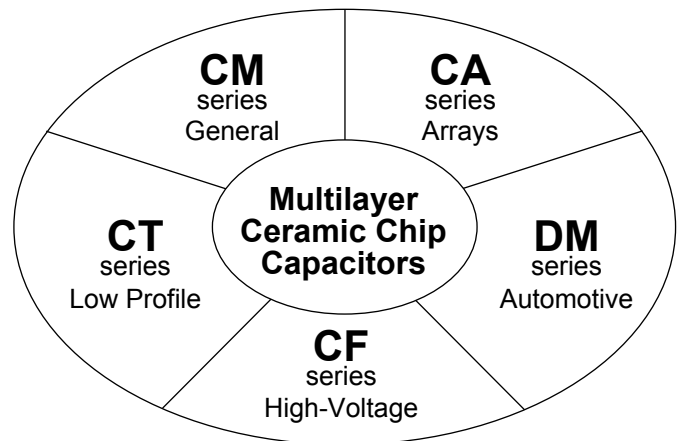 CM
series
General
CA
series
Arrays
Multilayer
Ceramic Chip
Capacitors
CT
series
Low Profile
DM
series
Automotive
CF
series
High-Voltage